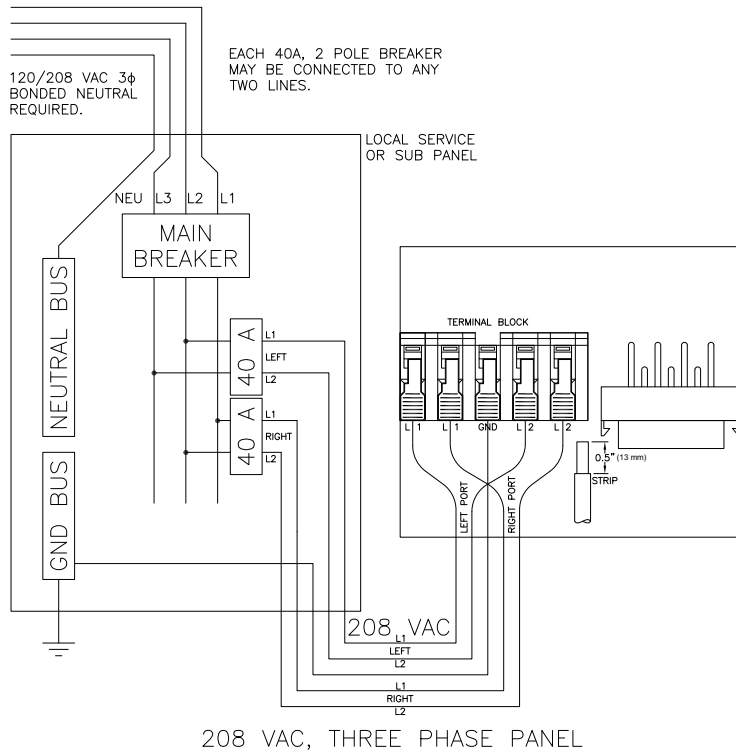 EACH 40A, 2 POLE BREAKER
MAY BE CONNECTED TO ANY
TWO LINES.
120/208 VAC 3ϕ
BONDED NEUTRAL
REQUIRED.
LOCAL SERVICE
OR SUB PANEL
NEU L3 L2 L1
MAIN
BREAKER
NEUTRAL BUS
GND BUS
40 A
L1
LEFT
L2
40 A
L1
RIGHT
L2
TERMINAL BLOCK
L 1 L 1 GND L 2 L 2
0.5" (13 mm)
STRIP
LEFT PORT
RIGHT PORT
208 VAC
L1
LEFT
L2
L1
RIGHT
L2
208 VAC, THREE PHASE PANEL